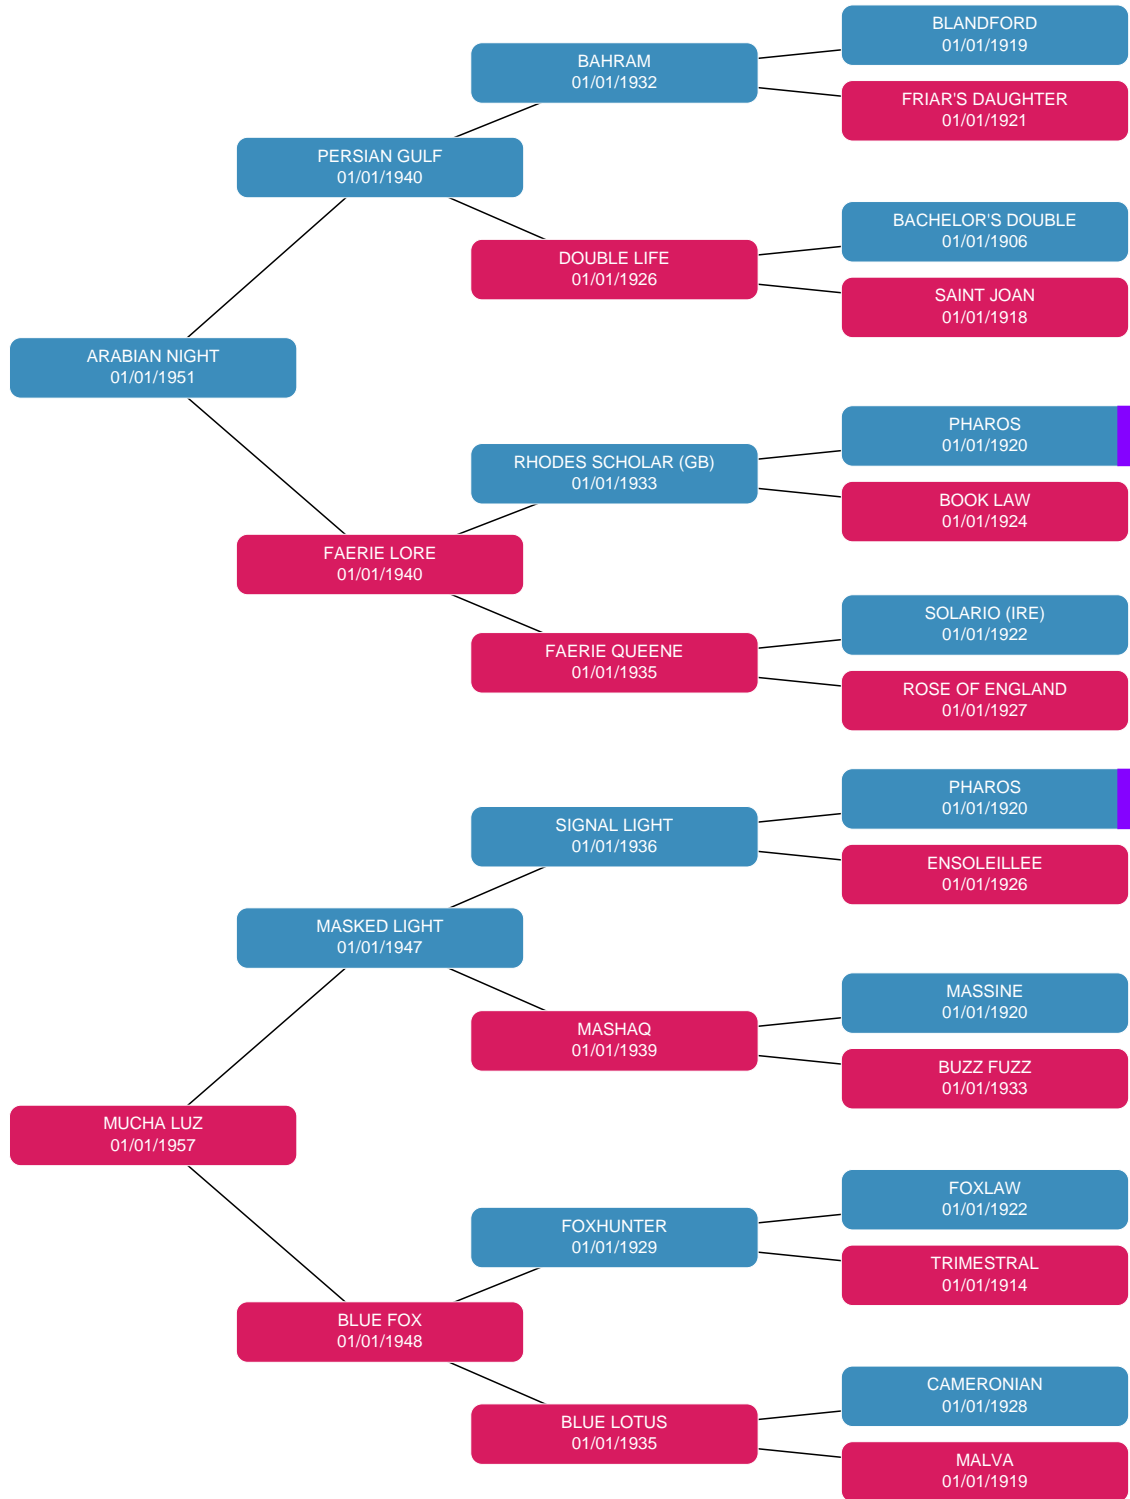 BLANDFORD
01/01/1919
BAHRAM
01/01/1932
FRIAR'S DAUGHTER
01/01/1921
PERSIAN GULF
01/01/1940
BACHELOR'S DOUBLE
01/01/1906
DOUBLE LIFE
01/01/1926
SAINT JOAN
01/01/1918
ARABIAN NIGHT
01/01/1951
PHAROS
01/01/1920
RHODES SCHOLAR (GB)
01/01/1933
BOOK LAW
01/01/1924
FAERIE LORE
01/01/1940
SOLARIO (IRE)
01/01/1922
FAERIE QUEENE
01/01/1935
ROSE OF ENGLAND
01/01/1927
PHAROS
01/01/1920
SIGNAL LIGHT
01/01/1936
ENSOLEILLEE
01/01/1926
MASKED LIGHT
01/01/1947
MASSINE
01/01/1920
MASHAQ
01/01/1939
BUZZ FUZZ
01/01/1933
MUCHA LUZ
01/01/1957
FOXLAW
01/01/1922
FOXHUNTER
01/01/1929
TRIMESTRAL
01/01/1914
BLUE FOX
01/01/1948
CAMERONIAN
01/01/1928
BLUE LOTUS
01/01/1935
MALVA
01/01/1919